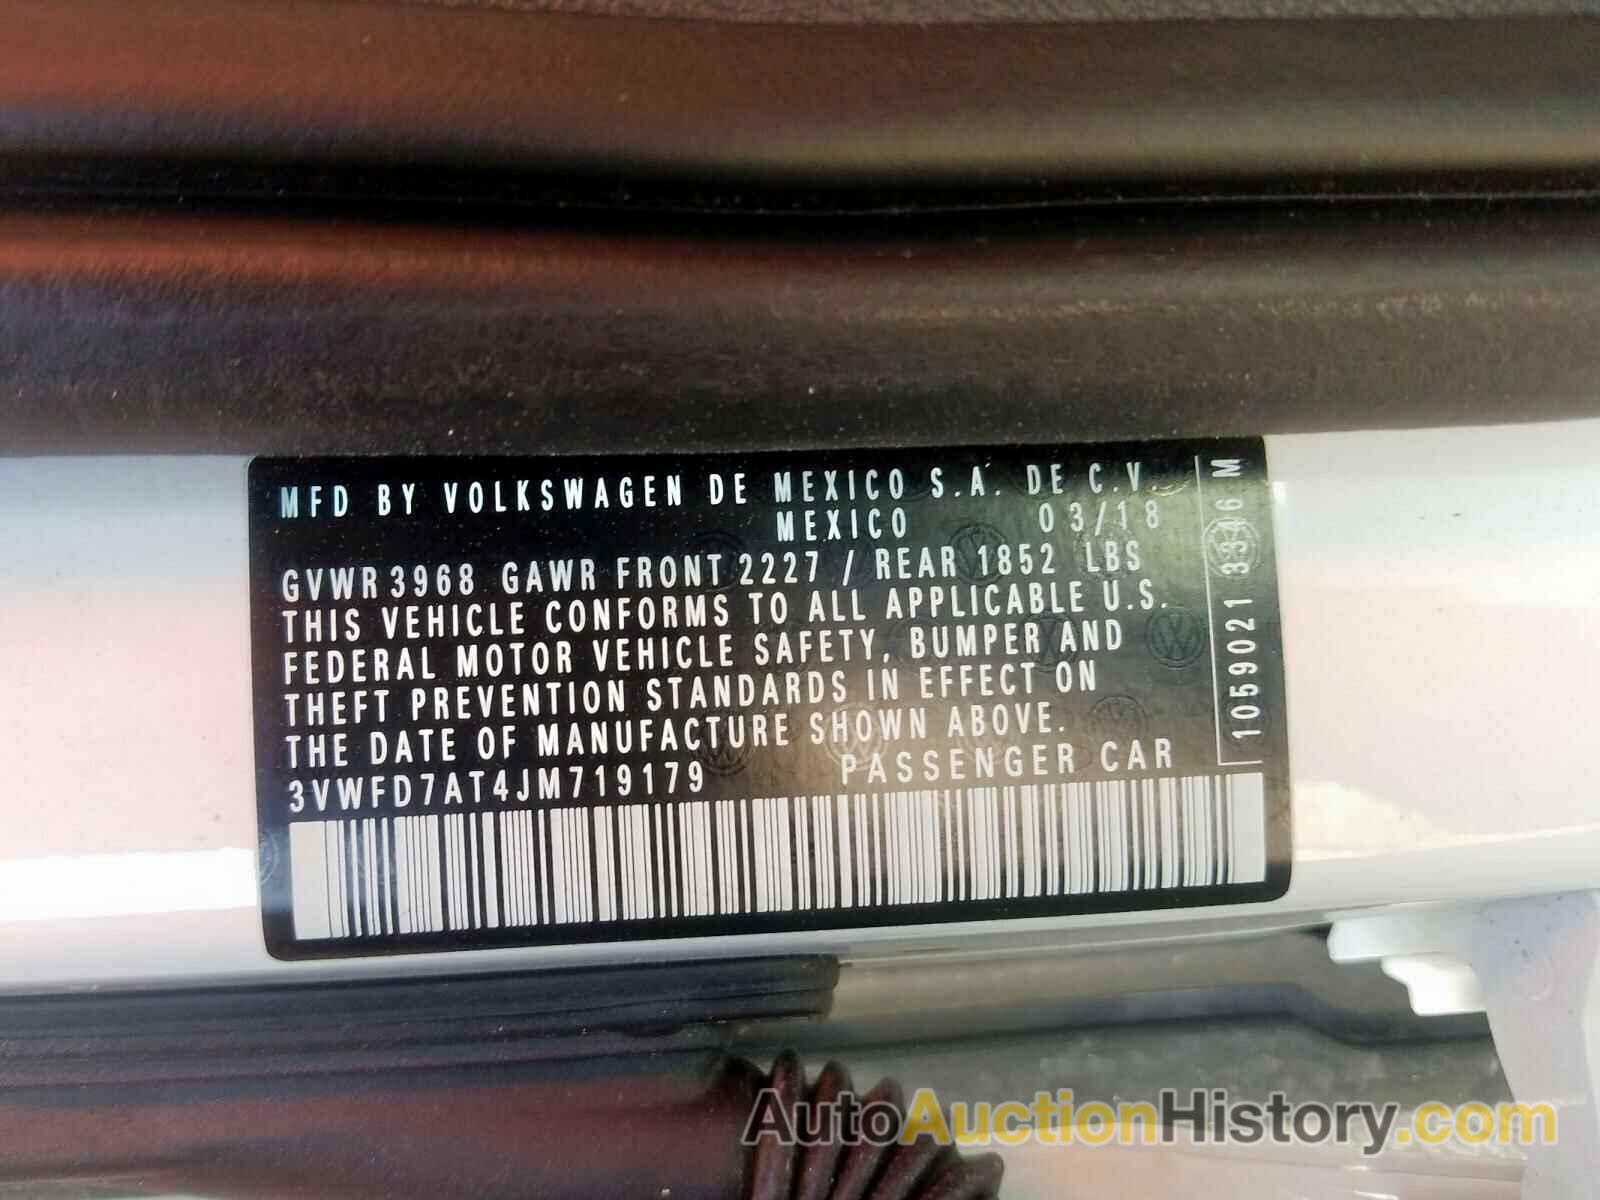 MFD BY VOLKSWAGEN DE MEXICO S.A. DE C.V.
MEXICO 03/18
GVWR 3968 GAWR FRONT 2227 / REAR 1852 LBS
THIS VEHICLE CONFORMS TO ALL APPLICABLE U.S.
FEDERAL MOTOR VEHICLE SAFETY, BUMPER AND
THEFT PREVENTION STANDARDS IN EFFECT ON
THE DATE OF MANUFACTURE SHOWN ABOVE.
3VWFD7AT4JM719179 PASSENGER CAR
1059021 3346 M
AutoAuctionHistory.com